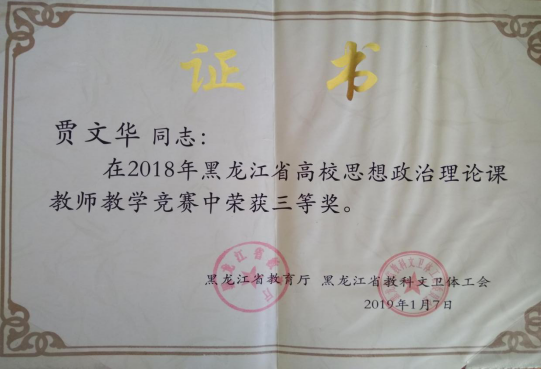 证 书
贾文华 同志：
在2018年黑龙江省高校思想政治理论课
教师教学竞赛中荣获三等奖。
黑龙江省教育厅 黑龙江省教科文卫体工会
2019年1月7日